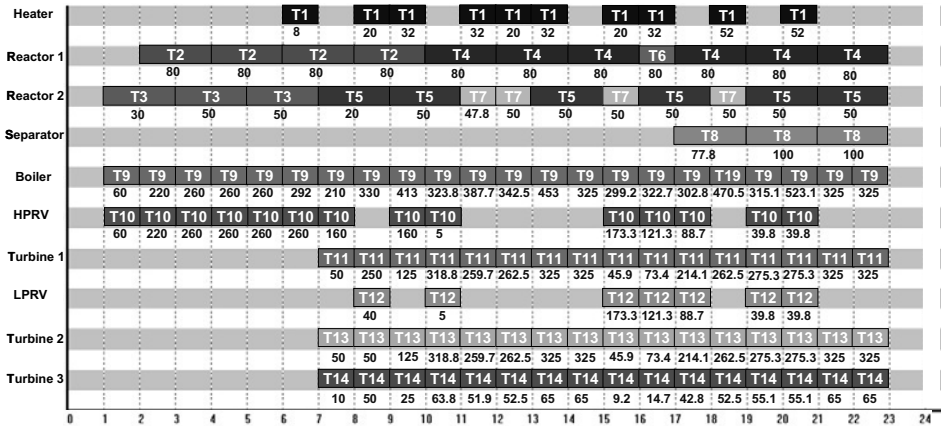 Heater T1 T1 T1 T1 T1 T1 T1 T1 T1 T1
8 20 32 32 20 32 20 32 52 52
Reactor 1 T2 T2 T2 T2 T4 T4 T4 T6 T4 T4 T4
80 80 80 80 80 80 80 80 80 80 80
Reactor 2 T3 T3 T3 T5 T5 T7 T7 T5 T7 T5 T7 T5 T5
30 50 50 20 50 47.8 50 50 50 50 50 50 50
Separator T8 T8 T8
77.8 100 100
Boiler T9 T9 T9 T9 T9 T9 T9 T9 T9 T9 T9 T9 T9 T9 T9 T9 T9 T19 T9 T9 T9 T9
60 220 260 260 260 292 210 330 413 323.8 387.7 342.5 453 325 299.2 322.7 302.8 470.5 315.1 523.1 325 325
HPRV T10 T10 T10 T10 T10 T10 T10 T10 T10 T10 T10 T10 T10 T10
60 220 260 260 260 260 160 160 5 173.3 121.3 88.7 39.8 39.8
Turbine 1 T11 T11 T11 T11 T11 T11 T11 T11 T11 T11 T11 T11 T11 T11 T11 T11
50 250 125 318.8 259.7 262.5 325 325 45.9 73.4 214.1 262.5 275.3 275.3 325 325
LPRV T12 T12 T12 T12 T12 T12 T12
40 5 173.3 121.3 88.7 39.8 39.8
Turbine 2 T13 T13 T13 T13 T13 T13 T13 T13 T13 T13 T13 T13 T13 T13 T13 T13
50 50 125 318.8 259.7 262.5 325 325 45.9 73.4 214.1 262.5 275.3 275.3 325 325
Turbine 3 T14 T14 T14 T14 T14 T14 T14 T14 T14 T14 T14 T14 T14 T14 T14 T14
10 50 25 63.8 51.9 52.5 65 65 9.2 14.7 42.8 52.5 55.1 55.1 65 65
0 1 2 3 4 5 6 7 8 9 10 11 12 13 14 15 16 17 18 19 20 21 22 23 24